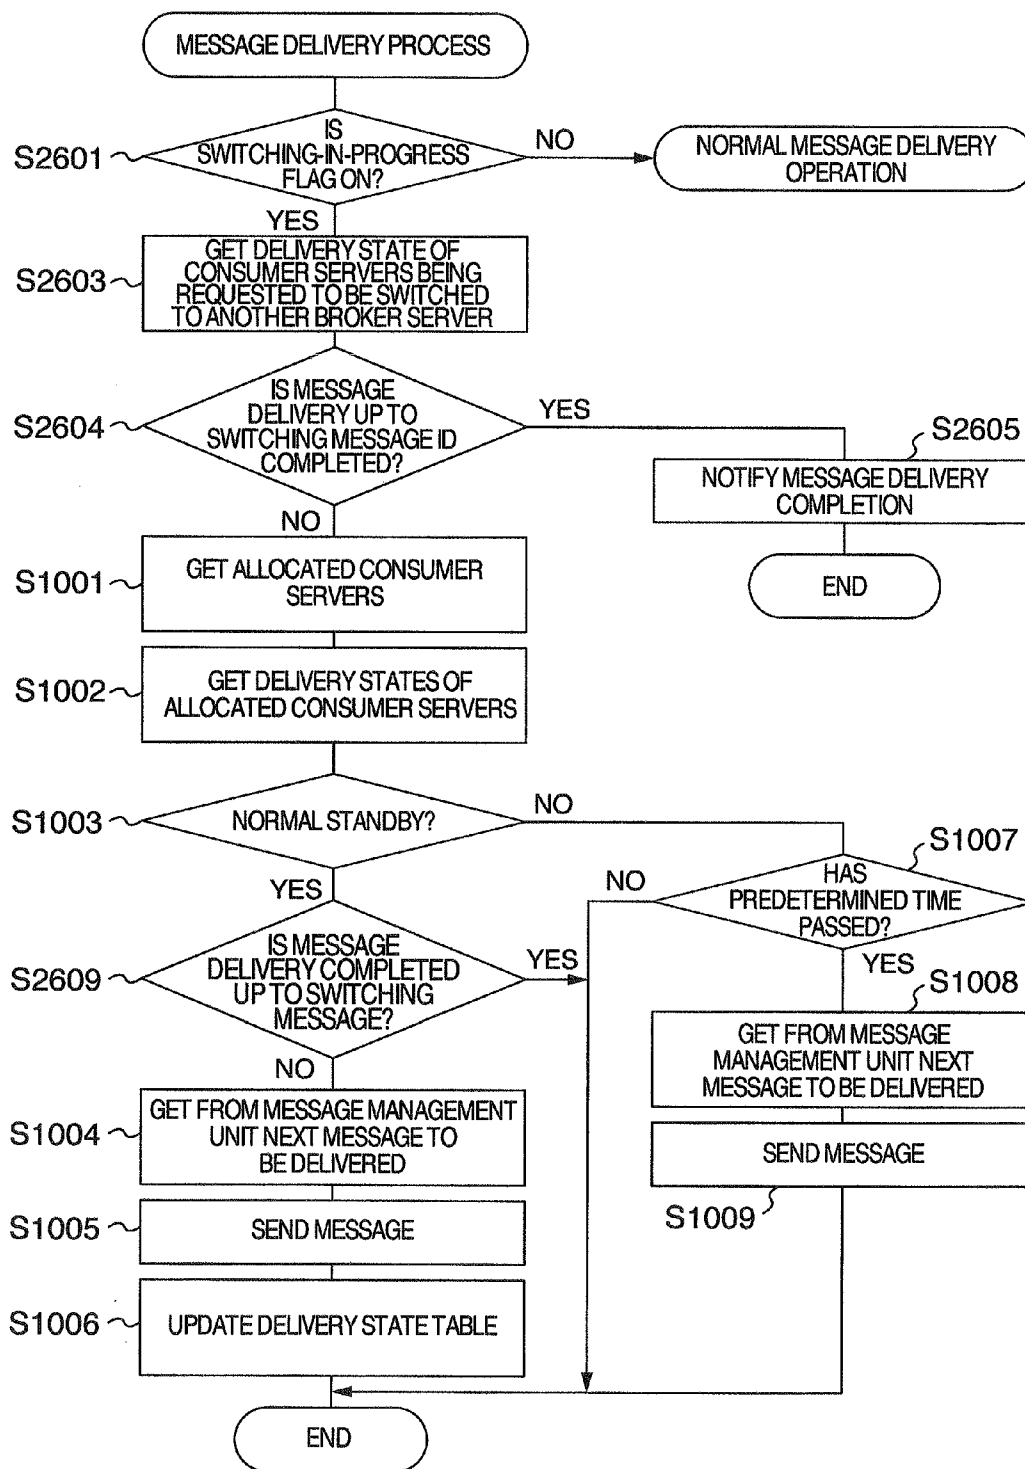 MESSAGE DELIVERY PROCESS
S2601
IS
SWITCHING-IN-PROGRESS
FLAG ON?
NO
NORMAL MESSAGE DELIVERY
OPERATION
YES
S2603
GET DELIVERY STATE OF
CONSUMER SERVERS BEING
REQUESTED TO BE SWITCHED
TO ANOTHER BROKER SERVER
S2604
IS MESSAGE
DELIVERY UP TO
SWITCHING MESSAGE ID
COMPLETED?
YES
S2605
NOTIFY MESSAGE DELIVERY
COMPLETION
END
NO
S1001
GET ALLOCATED CONSUMER
SERVERS
S1002
GET DELIVERY STATES OF
ALLOCATED CONSUMER SERVERS
S1003
NORMAL STANDBY?
NO
S1007
HAS
PREDETERMINED TIME
PASSED?
NO
YES
YES
S2609
IS MESSAGE
DELIVERY COMPLETED
UP TO SWITCHING
MESSAGE?
YES
S1008
GET FROM MESSAGE
MANAGEMENT UNIT NEXT
MESSAGE TO BE DELIVERED
NO
S1004
GET FROM MESSAGE MANAGEMENT
UNIT NEXT MESSAGE TO
BE DELIVERED
SEND MESSAGE
S1009
S1005
SEND MESSAGE
S1006
UPDATE DELIVERY STATE TABLE
END